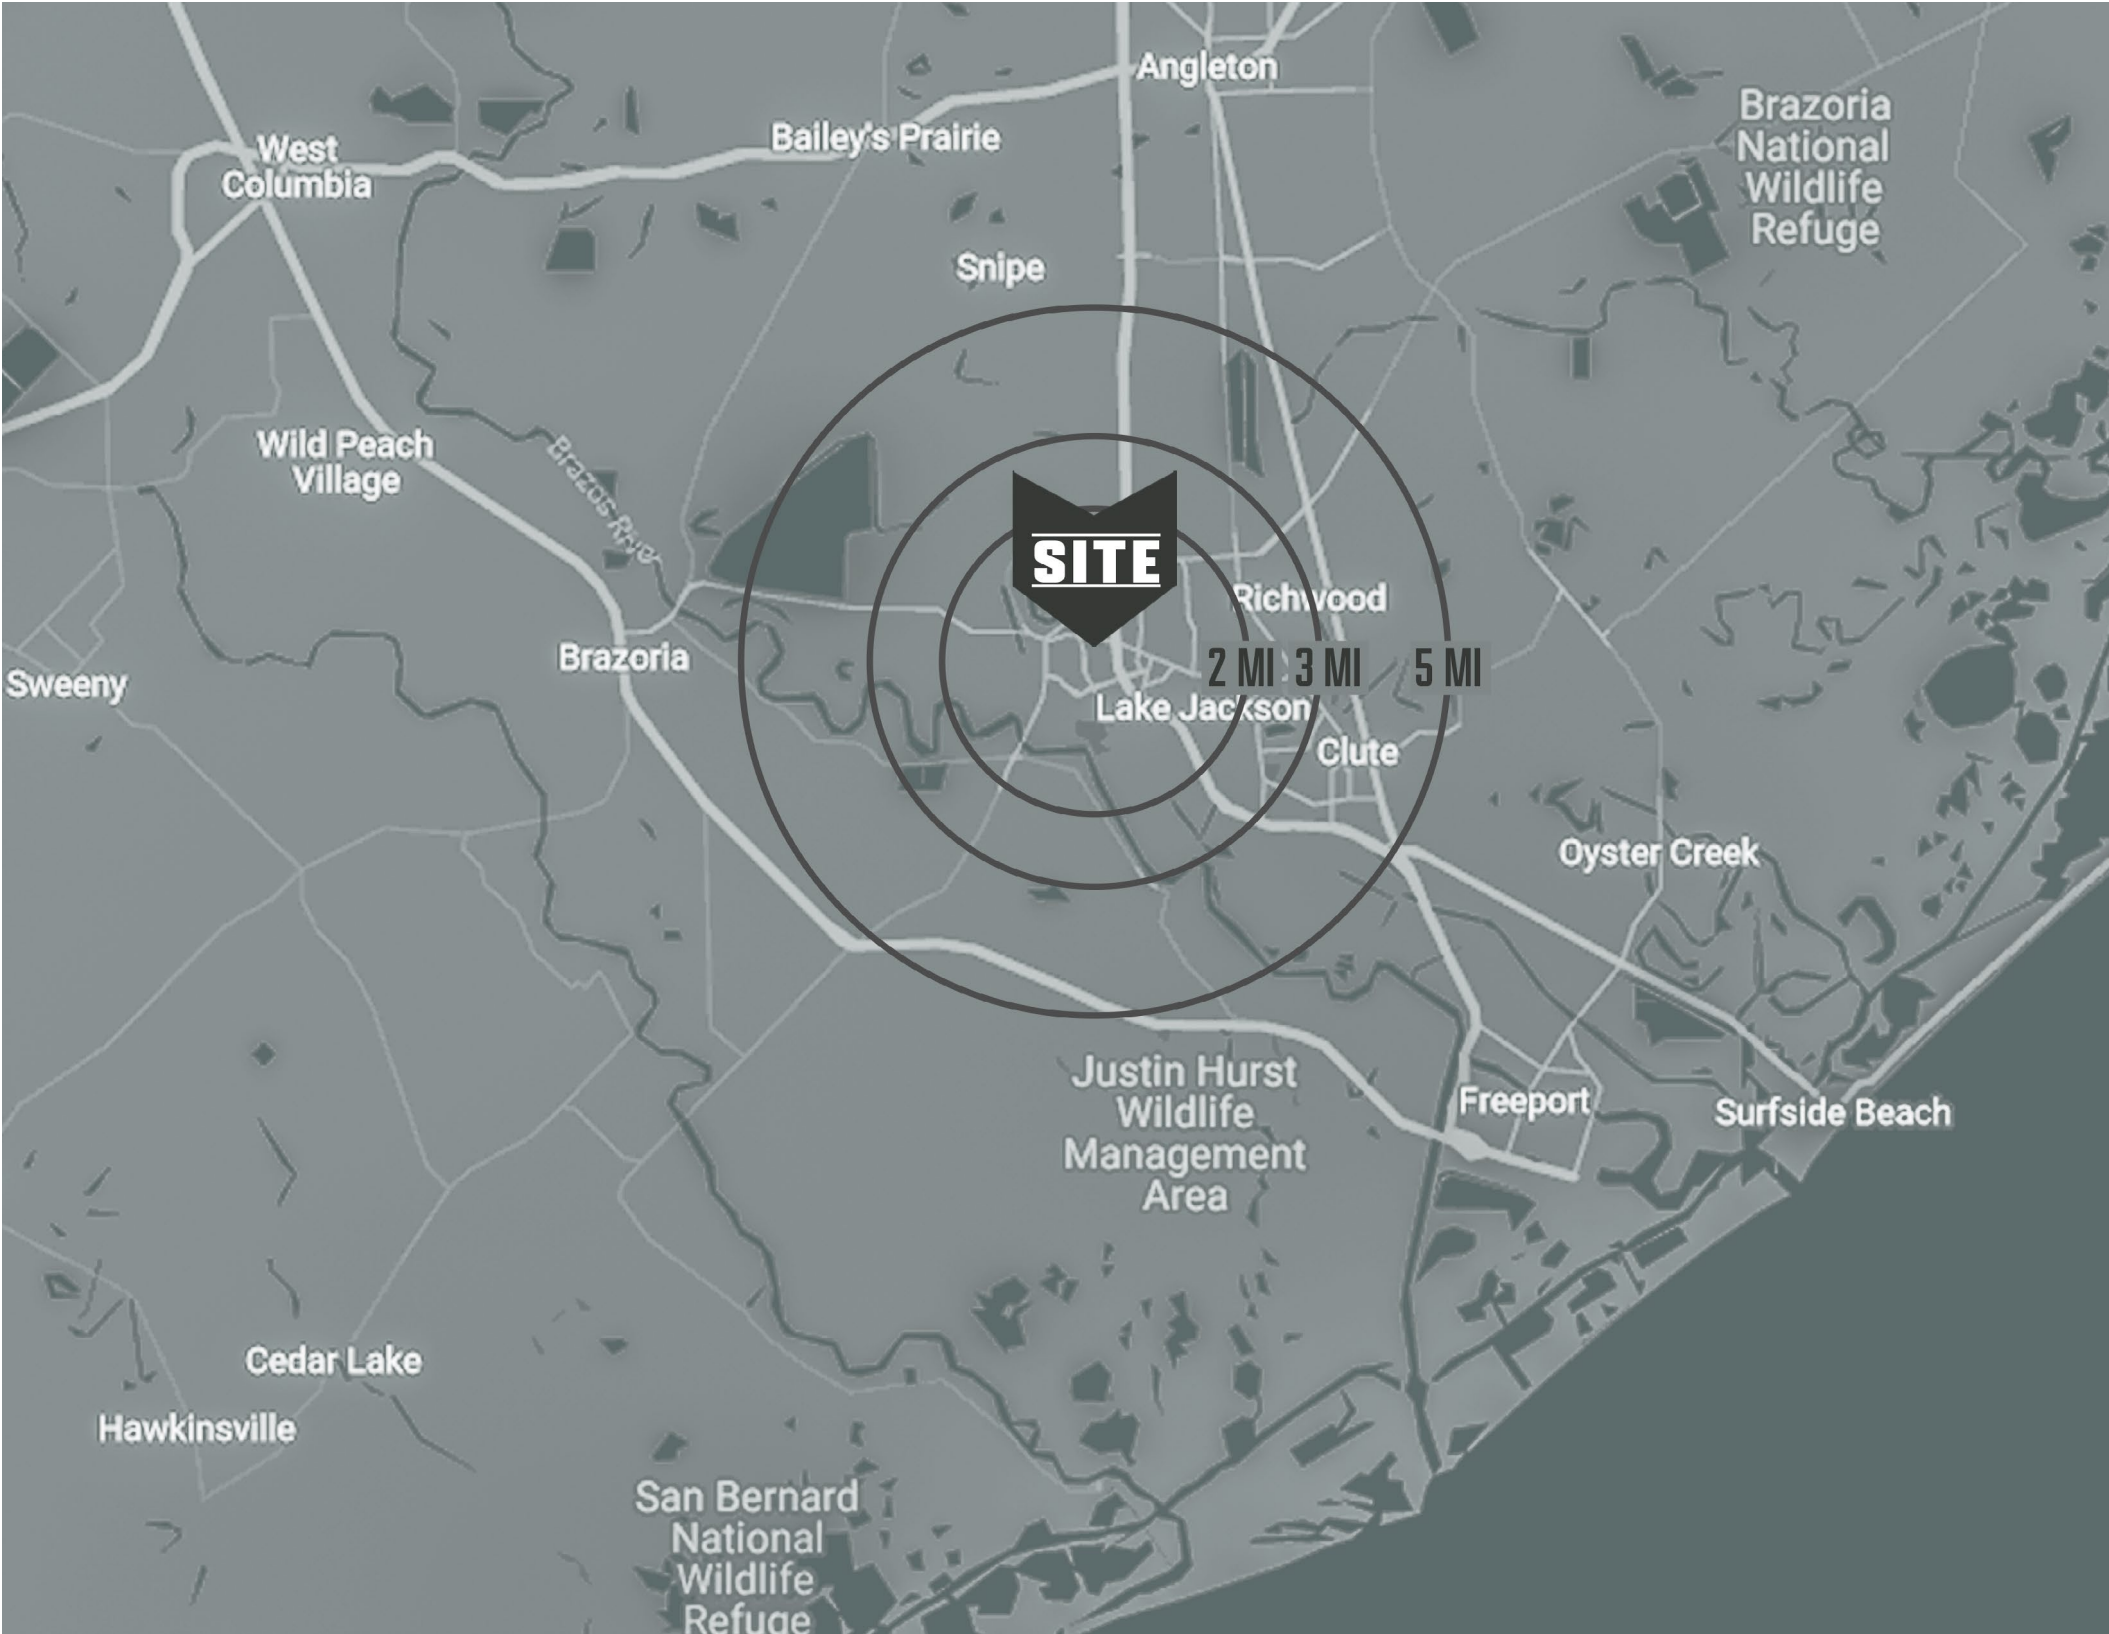 Angleton
Brazoria
National
Wildlife
Refuge
Bailey's Prairie
West
Columbia
Snipe
Wild Peach
Village
Brazos River
SITE
Richwood
Brazoria
2 MI
3 MI
5 MI
Sweeny
Lake Jackson
Clute
Oyster Creek
Justin Hurst
Wildlife
Management
Area
Freeport
Surfside Beach
Cedar Lake
Hawkinsville
San Bernard
National
Wildlife
Refuge